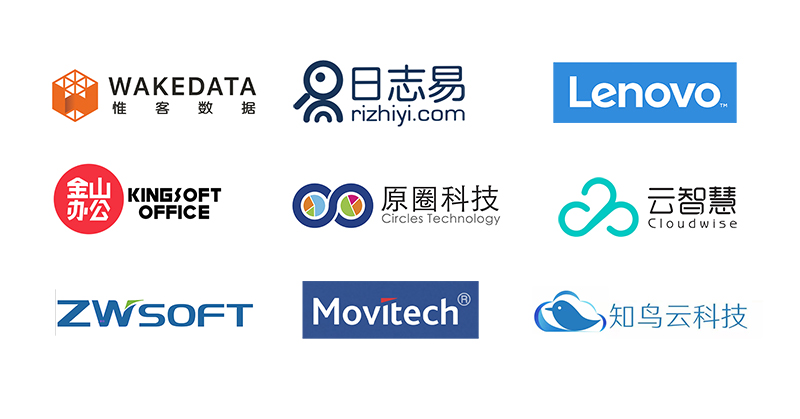 WAKEDATA
惟客数据
日志易
rizhiyi.com
Lenovo™
金山
办公
KINGSOFT
OFFICE
原圈科技
Circles Technology
云智慧
Cloudwise
ZWSOFT
Movitech®
知鸟云科技